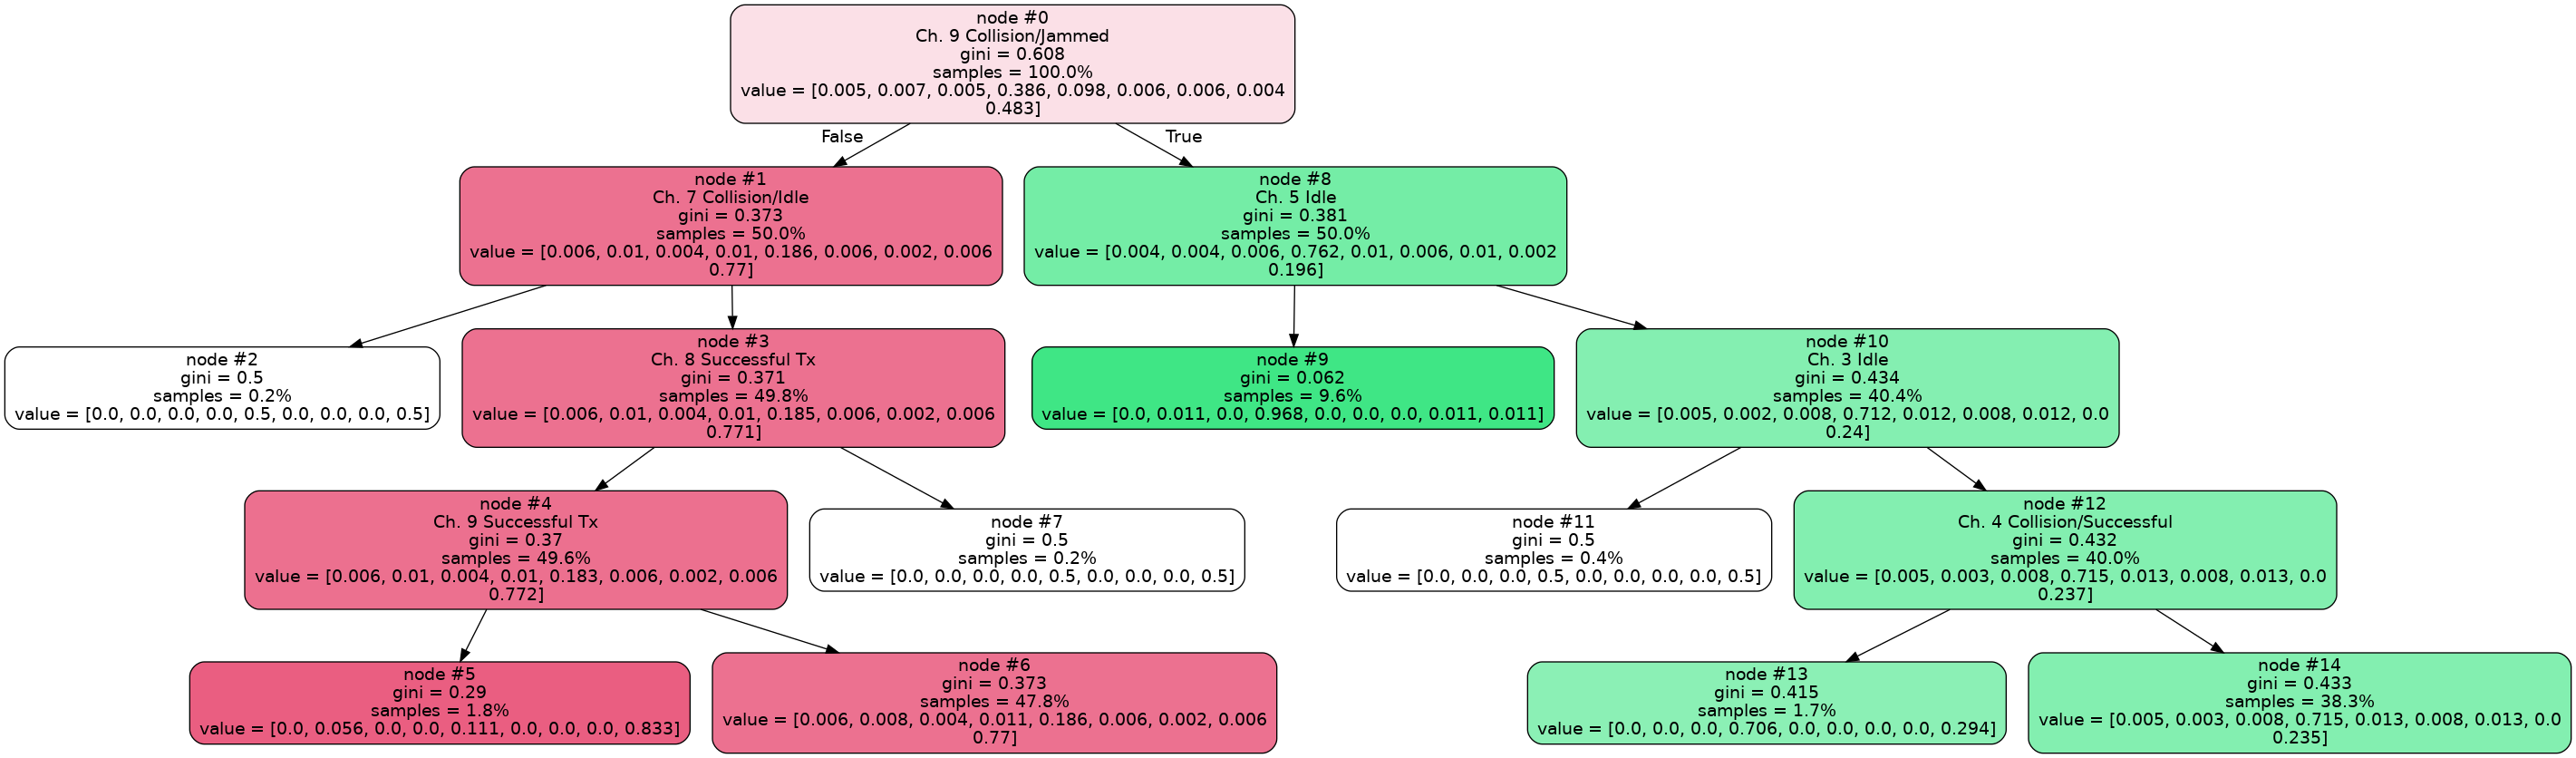 node #0
Ch. 9 Collision/Jammed
gini = 0.608
samples = 100.0%
value = [0.005, 0.007, 0.005, 0.386, 0.098, 0.006, 0.006, 0.004
0.483]
False
True
node #1
Ch. 7 Collision/Idle
gini = 0.373
samples = 50.0%
value = [0.006, 0.01, 0.004, 0.01, 0.186, 0.006, 0.002, 0.006
0.77]
node #8
Ch. 5 Idle
gini = 0.381
samples = 50.0%
value = [0.004, 0.004, 0.006, 0.762, 0.01, 0.006, 0.01, 0.002
0.196]
node #2
gini = 0.5
samples = 0.2%
value = [0.0, 0.0, 0.0, 0.0, 0.5, 0.0, 0.0, 0.0, 0.5]
node #3
Ch. 8 Successful Tx
gini = 0.371
samples = 49.8%
value = [0.006, 0.01, 0.004, 0.01, 0.185, 0.006, 0.002, 0.006
0.771]
node #9
gini = 0.062
samples = 9.6%
value = [0.0, 0.011, 0.0, 0.968, 0.0, 0.0, 0.0, 0.011, 0.011]
node #10
Ch. 3 Idle
gini = 0.434
samples = 40.4%
value = [0.005, 0.002, 0.008, 0.712, 0.012, 0.008, 0.012, 0.0
0.24]
node #4
Ch. 9 Successful Tx
gini = 0.37
samples = 49.6%
value = [0.006, 0.01, 0.004, 0.01, 0.183, 0.006, 0.002, 0.006
0.772]
node #7
gini = 0.5
samples = 0.2%
value = [0.0, 0.0, 0.0, 0.0, 0.5, 0.0, 0.0, 0.0, 0.5]
node #11
gini = 0.5
samples = 0.4%
value = [0.0, 0.0, 0.0, 0.5, 0.0, 0.0, 0.0, 0.0, 0.5]
node #12
Ch. 4 Collision/Successful
gini = 0.432
samples = 40.0%
value = [0.005, 0.003, 0.008, 0.715, 0.013, 0.008, 0.013, 0.0
0.237]
node #5
gini = 0.29
samples = 1.8%
value = [0.0, 0.056, 0.0, 0.0, 0.111, 0.0, 0.0, 0.0, 0.833]
node #6
gini = 0.373
samples = 47.8%
value = [0.006, 0.008, 0.004, 0.011, 0.186, 0.006, 0.002, 0.006
0.77]
node #13
gini = 0.415
samples = 1.7%
value = [0.0, 0.0, 0.0, 0.706, 0.0, 0.0, 0.0, 0.0, 0.294]
node #14
gini = 0.433
samples = 38.3%
value = [0.005, 0.003, 0.008, 0.715, 0.013, 0.008, 0.013, 0.0
0.235]